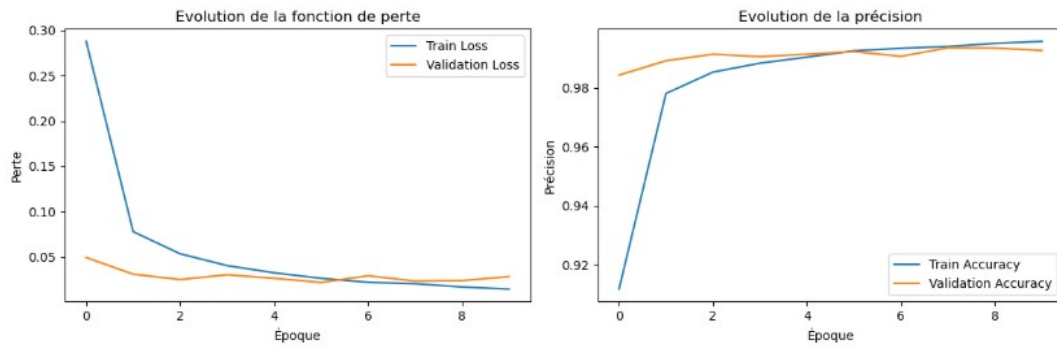 Evolution de la fonction de perte
0.30
0.25
0.20
0.15
0.10
0.05
Perte
Train Loss
Validation Loss
0 2 4 6 8
Époque
Evolution de la précision
0.98
0.96
0.94
0.92
Précision
Train Accuracy
Validation Accuracy
0 2 4 6 8
Époque